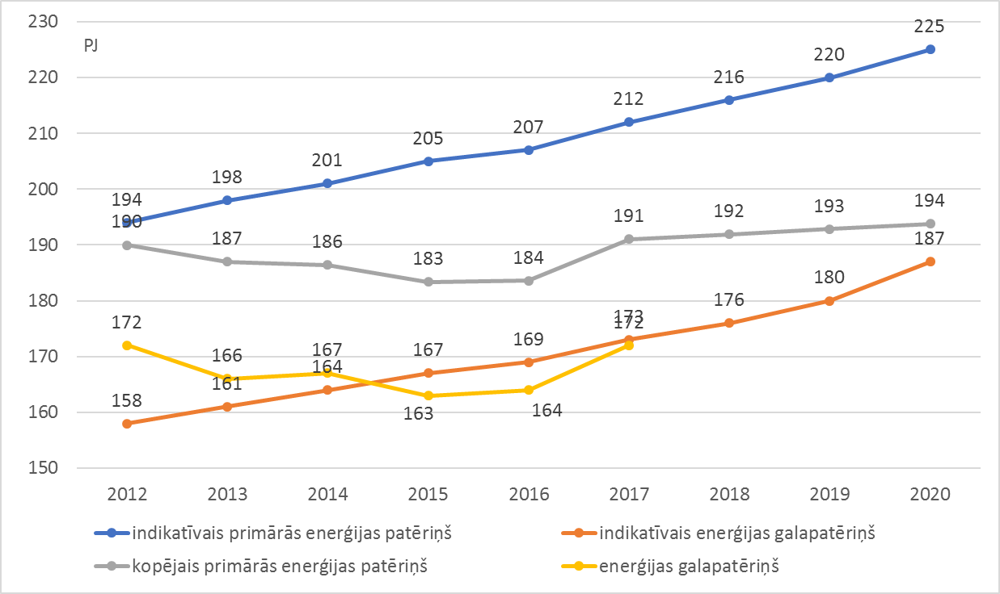 230
PJ
220
210
200
190
180
170
160
150
194 198 201 205 207 212 216 220 225
190 187 186 183 184 191 192 193 194
158 161 164 167 169 173 176 180 187
172 166 167 163 164 172
2012 2013 2014 2015 2016 2017 2018 2019 2020
indikatīvais primārās enerģijas patēriņš indikatīvais enerģijas galapatēriņš
kopējais primārās enerģijas patēriņš enerģijas galapatēriņš